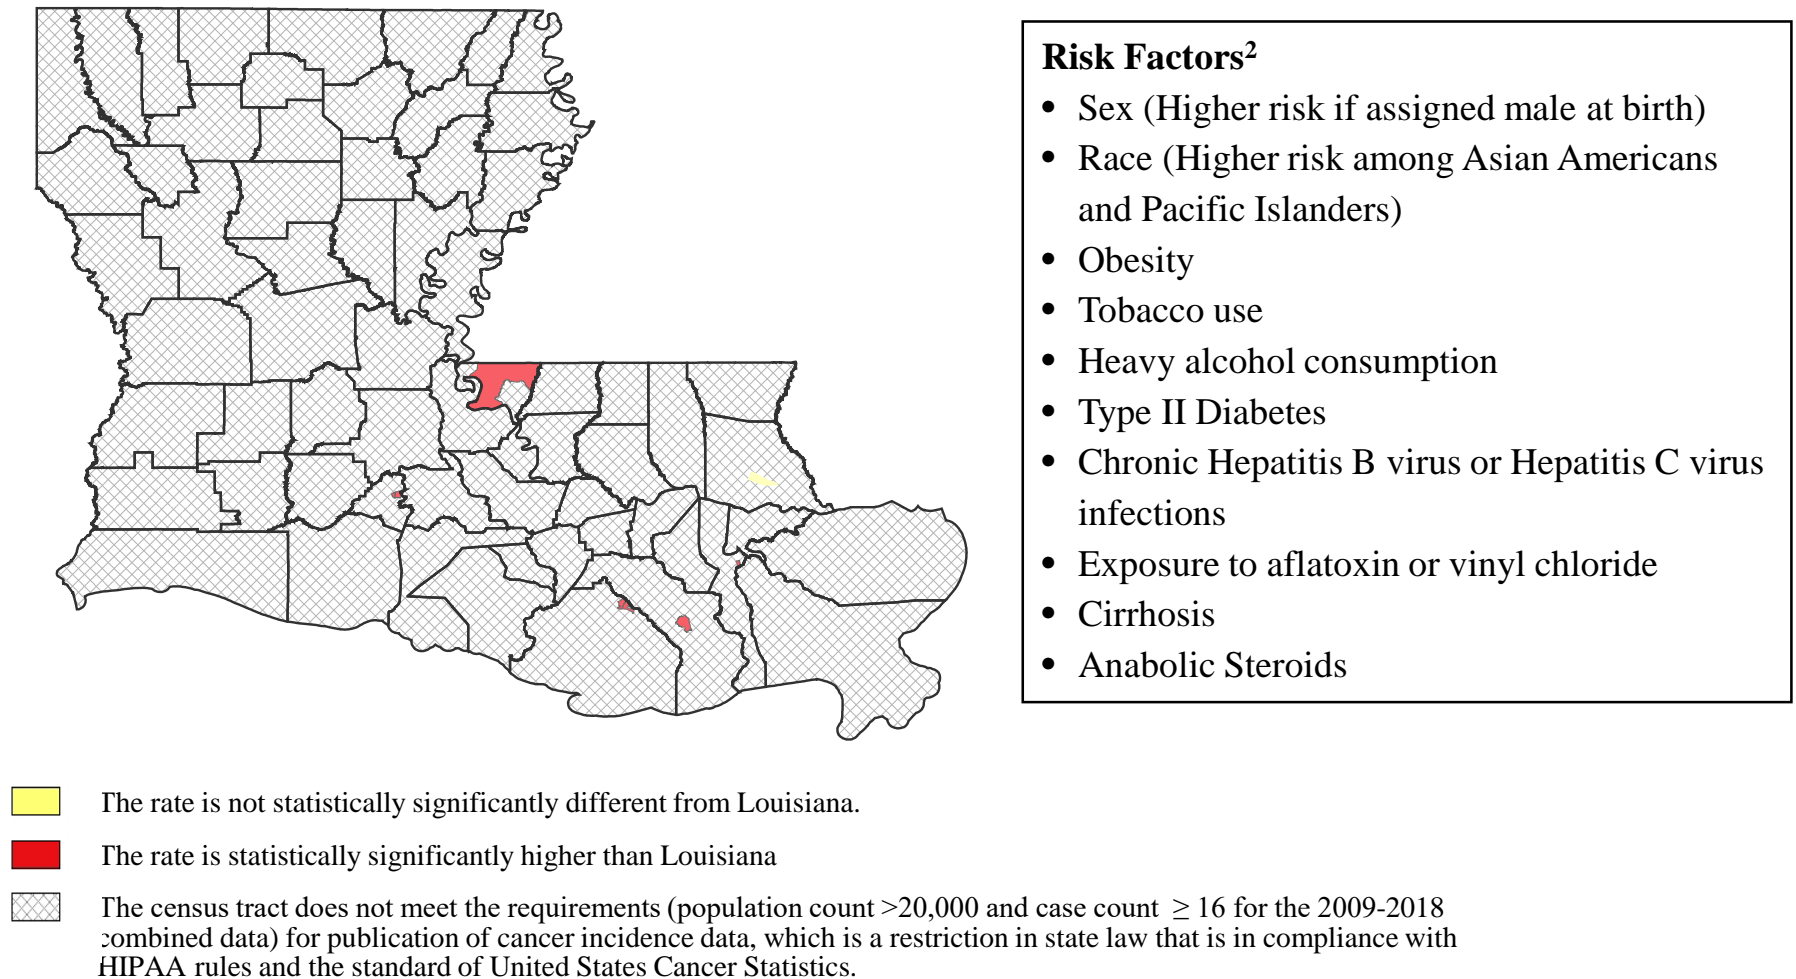 Risk Factors2
• Sex (Higher risk if assigned male at birth)
• Race (Higher risk among Asian Americans
and Pacific Islanders)
• Obesity
• Tobacco use
• Heavy alcohol consumption
• Type II Diabetes
• Chronic Hepatitis B virus or Hepatitis C virus
infections
• Exposure to aflatoxin or vinyl chloride
• Cirrhosis
• Anabolic Steroids
The rate is not statistically significantly different from Louisiana.
The rate is statistically significantly higher than Louisiana
The census tract does not meet the requirements (population count >20,000 and case count ≥ 16 for the 2009-2018
combined data) for publication of cancer incidence data, which is a restriction in state law that is in compliance with
HIPAA rules and the standard of United States Cancer Statistics.